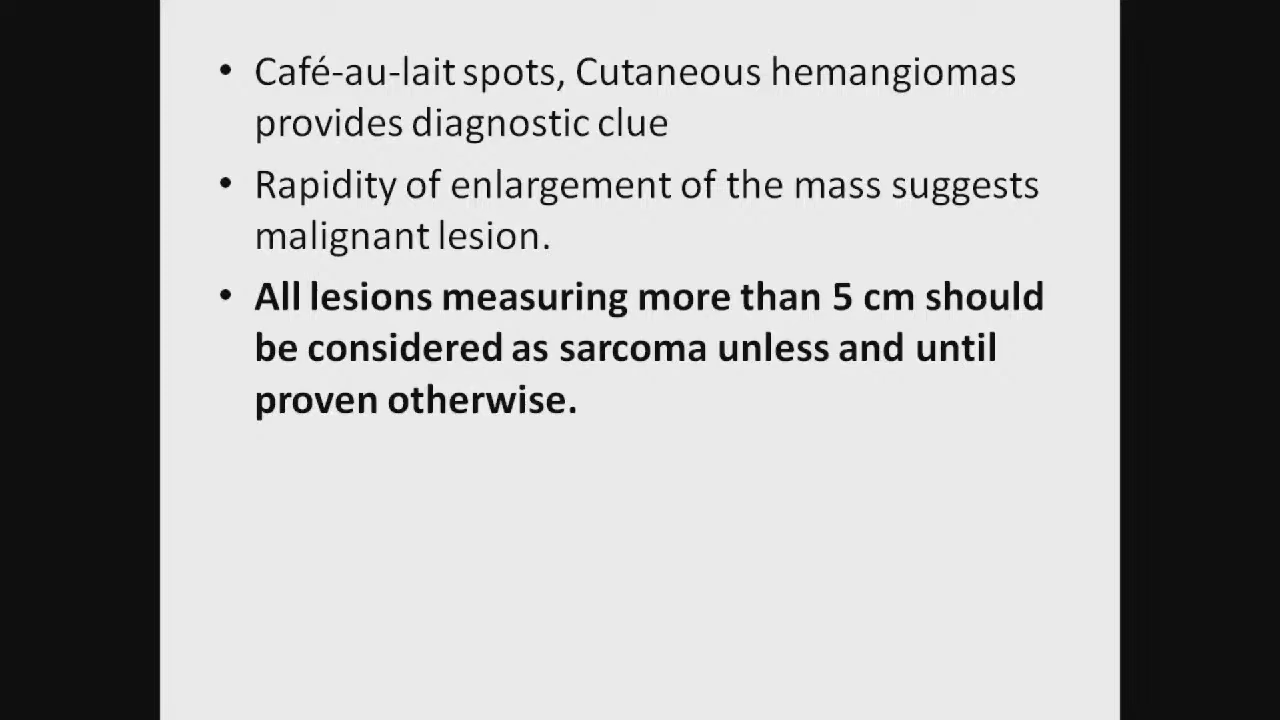 • Café-au-lait spots, Cutaneous hemangiomas
provides diagnostic clue
• Rapidity of enlargement of the mass suggests
malignant lesion.
• All lesions measuring more than 5 cm should
be considered as sarcoma unless and until
proven otherwise.